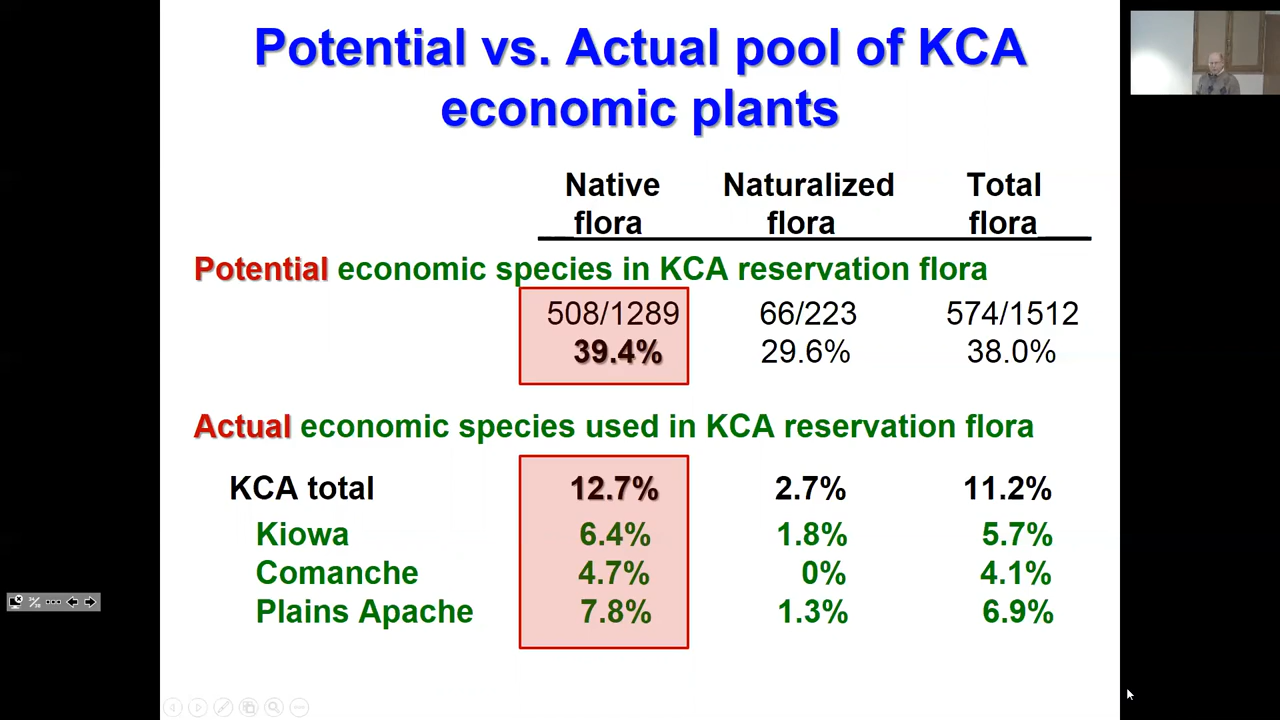 Potential vs. Actual pool of KCA
economic plants
Native Naturalized Total
flora flora flora
Potential economic species in KCA reservation flora
508/1289 66/223 574/1512
39.4% 29.6% 38.0%
Actual economic species used in KCA reservation flora
KCA total 12.7% 2.7% 11.2%
Kiowa 6.4% 1.8% 5.7%
Comanche 4.7% 0% 4.1%
Plains Apache 7.8% 1.3% 6.9%